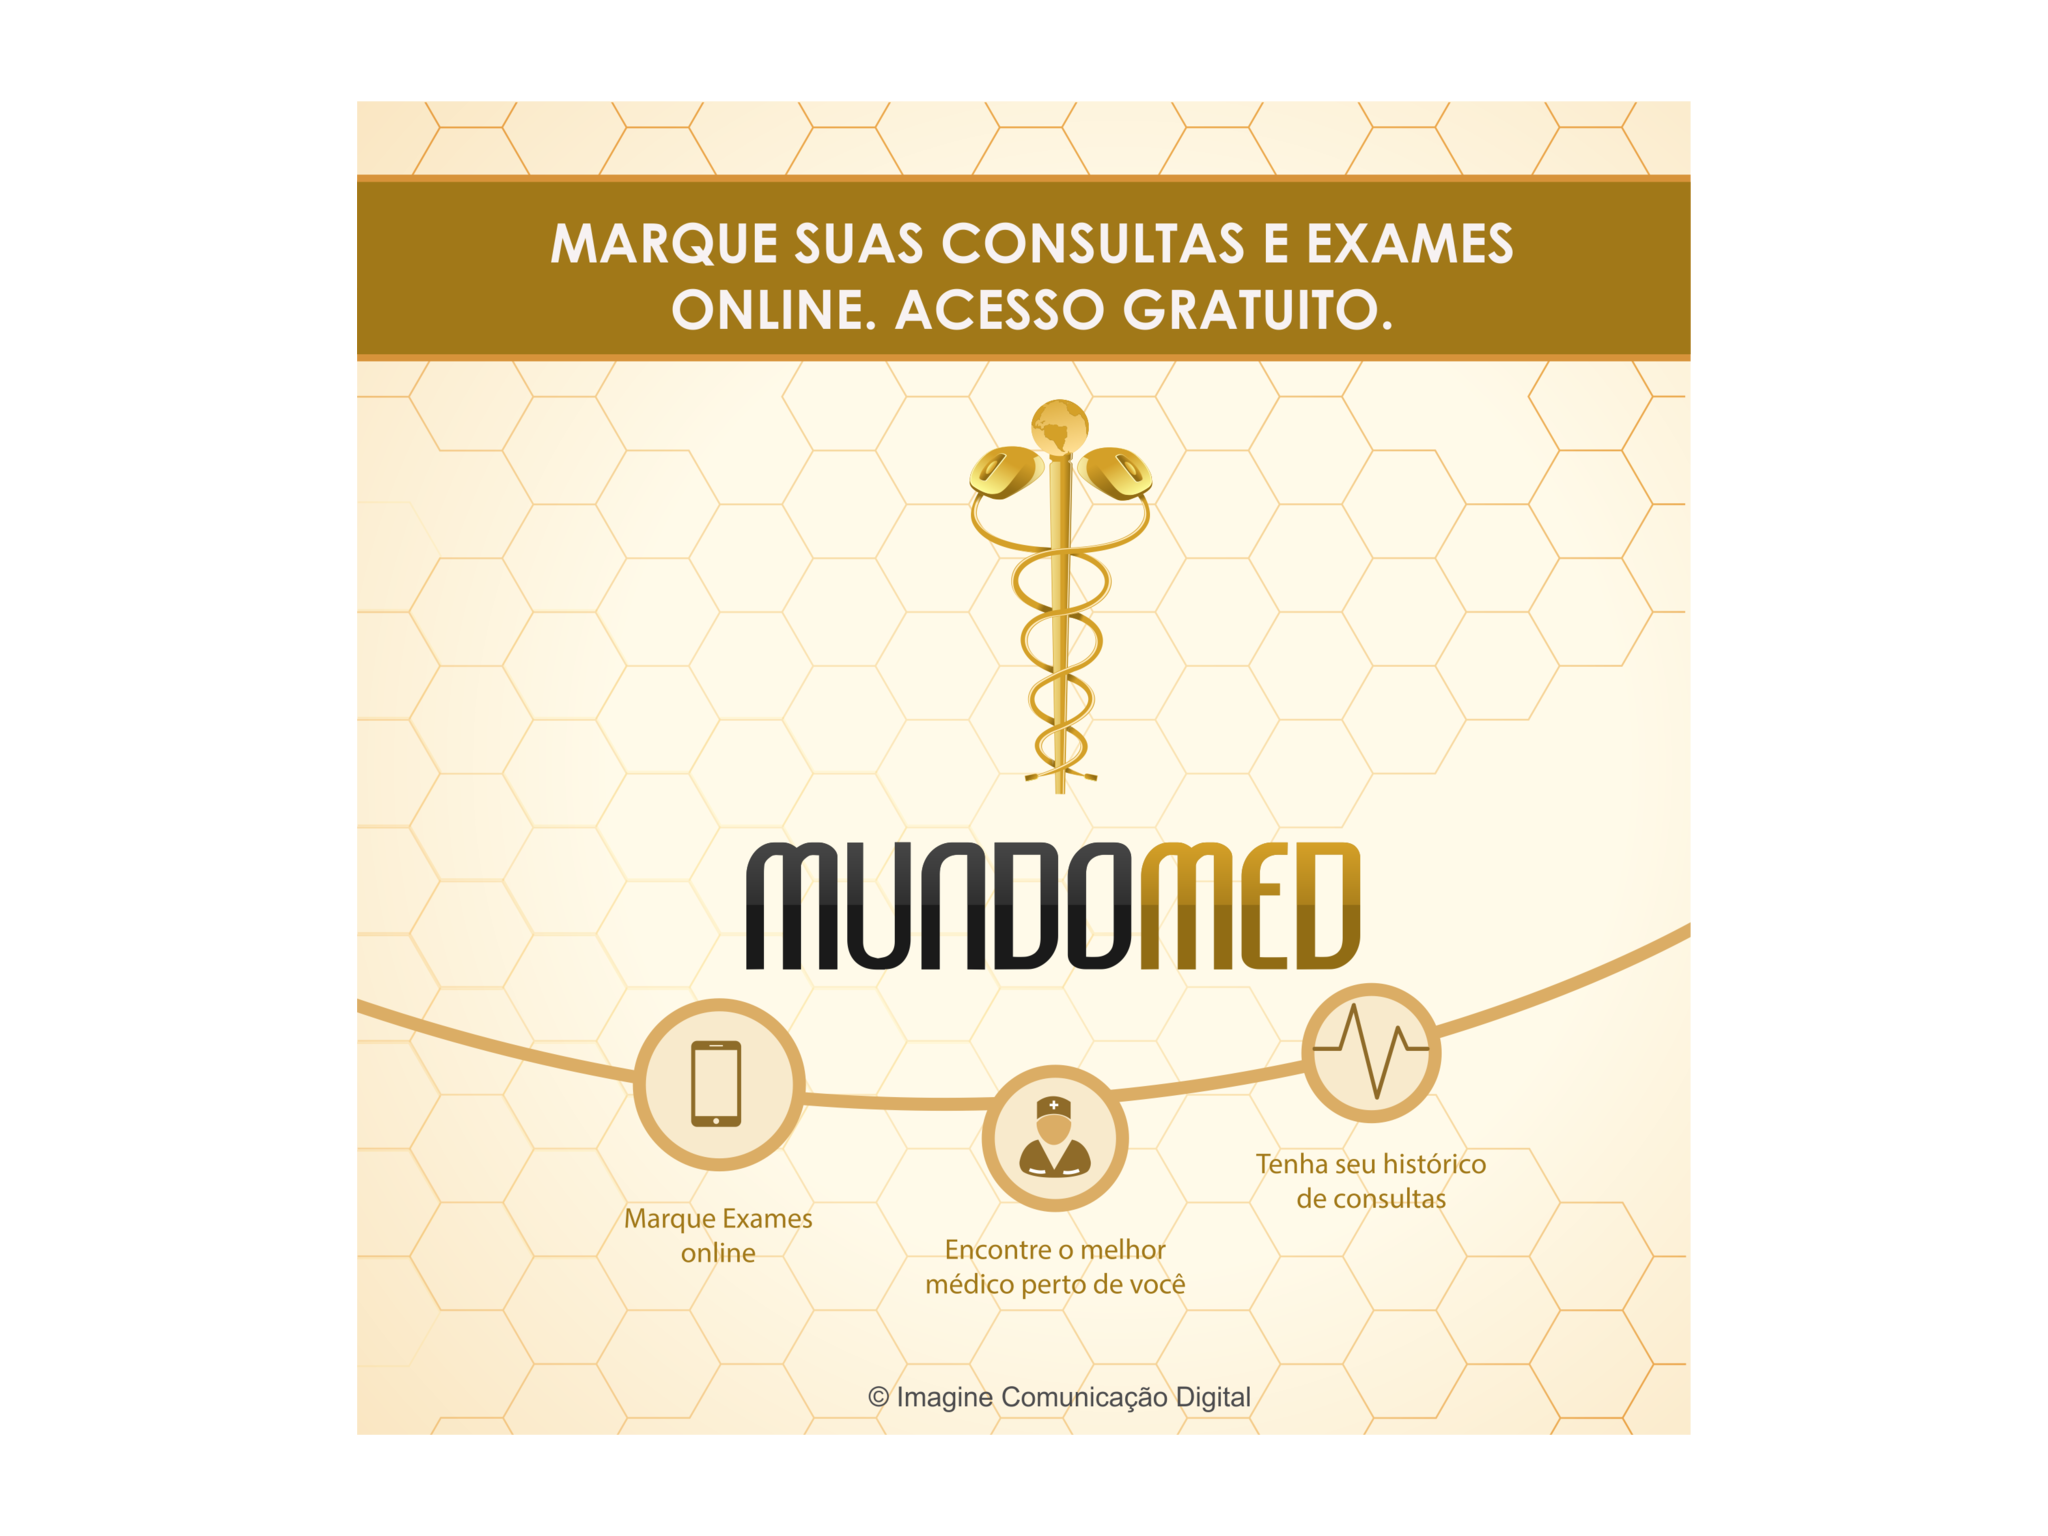 MARQUE SUAS CONSULTAS E EXAMES
ONLINE. ACESSO GRATUITO.
MUNDOMED
Marque Exames
online
Encontre o melhor
médico perto de você
Tenha seu histórico
de consultas
© Imagine Comunicação Digital